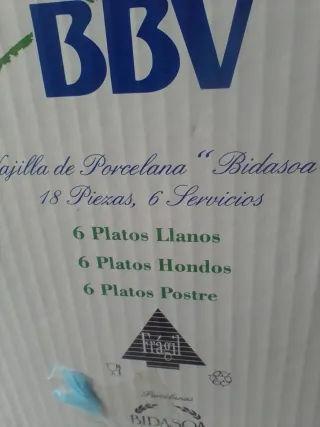 BBV
Vajilla de Porcelana "Bidasoa
18 Piezas, 6 Servicios
6 Platos Llanos
6 Platos Hondos
6 Platos Postre
Frágil
Porcelanas
BIDASOA